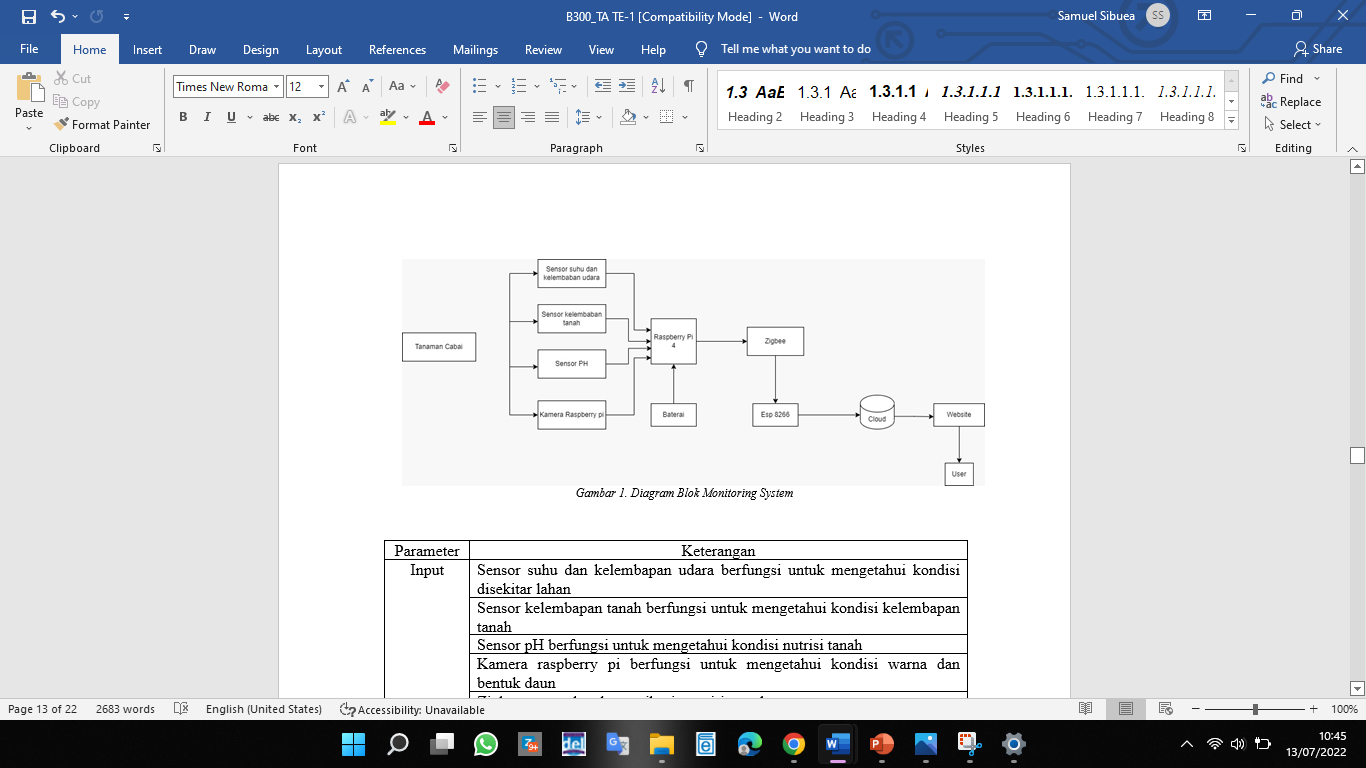 B300_TA TE-1 [Compatibility Mode] - Word
Samuel Sibuea
SS
File Home Insert Draw Design Layout References Mailings Review View Help Tell me what you want to do
Share
Paste
Cut
Copy
Format Painter
Clipboard
Times New Roma 12
Aa
B I U abc x₂ x²
Font
Paragraph
1.3 AaE
Heading 2
1.3.1 Aa
Heading 3
1.3.1.1
Heading 4
1.3.1.1.1
Heading 5
1.3.1.1.1.
Heading 6
1.3.1.1.1.
Heading 7
1.3.1.1.1.
Heading 8
Styles
Find
Replace
Select
Editing
Sensor suhu dan
kelembaban udara
Sensor kelembaban
tanah
Tanaman Cabai
Sensor PH
Kamera Raspberry pi
Raspberry Pi
4
Baterai
Zigbee
Esp 8266
Cloud
Website
User
Gambar 1. Diagram Blok Monitoring System
Parameter Keterangan
Input Sensor suhu dan kelembapan udara berfungsi untuk mengetahui kondisi
disekitar lahan
Sensor kelembapan tanah berfungsi untuk mengetahui kondisi kelembapan
tanah
Sensor pH berfungsi untuk mengetahui kondisi nutrisi tanah
Kamera raspberry pi berfungsi untuk mengetahui kondisi warna dan
bentuk daun
Page 13 of 22 2683 words English (United States) Accessibility: Unavailable
100%
9+
del
10:45
13/07/2022